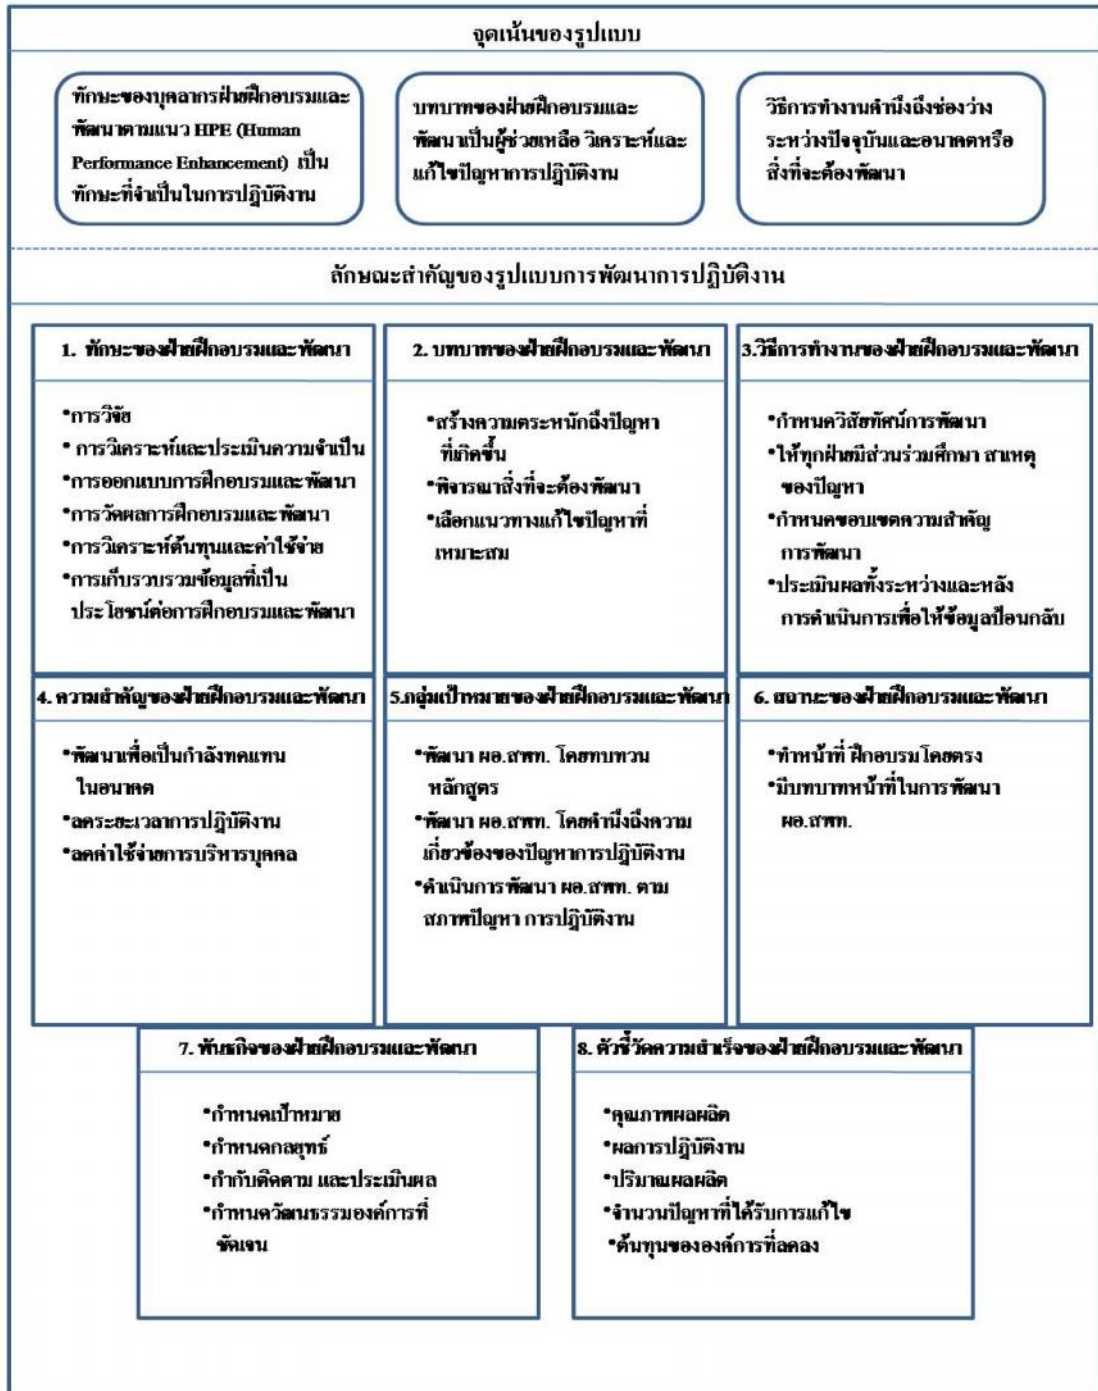 จุดเน้นของรูปแบบ
ทักษะของบุคลากรฝ่ายฝึกอบรมและ
พัฒนาตามแนว HPE (Human
Performance Enhancement) เป็น
ทักษะที่จำเป็นในการปฏิบัติงาน
บทบาทของฝ่ายฝึกอบรมและ
พัฒนาเป็นผู้ช่วยเหลือ วิเคราะห์และ
แก้ไขปัญหาการปฏิบัติงาน
วิธีการทำงานคำนึงถึงช่องว่าง
ระหว่างปัจจุบันและอนาคตหรือ
สิ่งที่จะต้องพัฒนา
ลักษณะสำคัญของรูปแบบการพัฒนาการปฏิบัติงาน
1. ทักษะของฝ่ายฝึกอบรมและพัฒนา
•การวิจัย
• การวิเคราะห์และประเมินความจำเป็น
•การออกแบบการฝึกอบรมและพัฒนา
•การวัดผลการฝึกอบรมและพัฒนา
•การวิเคราะห์ต้นทุนและค่าใช้จ่าย
•การเก็บรวบรวมข้อมูลที่เป็น
ประโยชน์ต่อการฝึกอบรมและพัฒนา
2. บทบาทของฝ่ายฝึกอบรมและพัฒนา
•สร้างความตระหนักถึงปัญหา
ที่เกิดขึ้น
•พิจารณาสิ่งที่จะต้องพัฒนา
•เลือกแนวทางแก้ไขปัญหาที่
เหมาะสม
3.วิธีการทำงานของฝ่ายฝึกอบรมและพัฒนา
•กำหนดวิสัยทัศน์การพัฒนา
•ให้ทุกฝ่ายมีส่วนร่วมศึกษา สาเหตุ
ของปัญหา
•กำหนดขอบเขตความสำคัญ
การพัฒนา
•ประเมินผลทั้งระหว่างและหลัง
การดำเนินการเพื่อให้ข้อมูลป้อนกลับ
4. ความสำคัญของฝ่ายฝึกอบรมและพัฒนา
•พัฒนาเพื่อเป็นกำลังทดแทน
ในอนาคต
•ลดระยะเวลาการปฏิบัติงาน
•ลดค่าใช้จ่ายการบริหารบุคคล
5.กลุ่มเป้าหมายของฝ่ายฝึกอบรมและพัฒนา
•พัฒนา ผอ.สพท. โดยทบทวน
หลักสูตร
•พัฒนา ผอ.สพท. โดยคำนึงถึงความ
เกี่ยวข้องของปัญหาการปฏิบัติงาน
•ดำเนินการพัฒนา ผอ.สพท. ตาม
สภาพปัญหา การปฏิบัติงาน
6. สถานะของฝ่ายฝึกอบรมและพัฒนา
•ทำหน้าที่ ฝึกอบรมโดยตรง
•มีบทบาทหน้าที่ในการพัฒนา
ผอ.สพท.
7. พันธกิจของฝ่ายฝึกอบรมและพัฒนา
•กำหนดเป้าหมาย
•กำหนดกลยุทธ์
•กำกับติดตาม และประเมินผล
•กำหนดวัฒนธรรมองค์การที่
ชัดเจน
8. ตัวชี้วัดความสำเร็จของฝ่ายฝึกอบรมและพัฒนา
•คุณภาพผลผลิต
•ผลการปฏิบัติงาน
•ปริมาณผลผลิต
•จำนวนปัญหาที่ได้รับการแก้ไข
•ต้นทุนขององค์การที่ลดลง